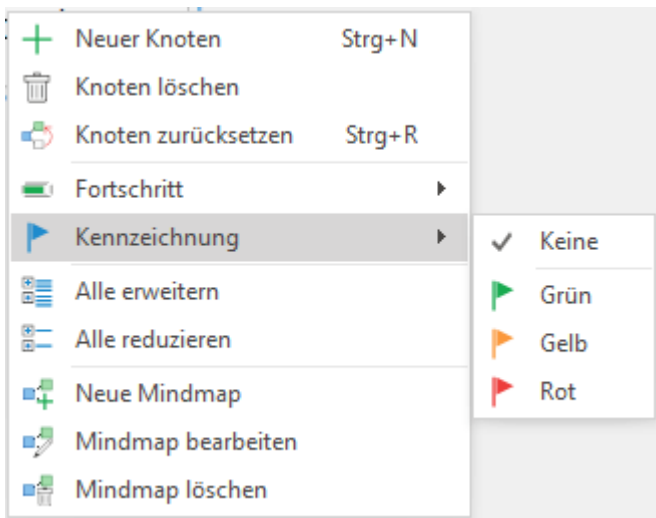 Neuer Knoten Strg+N
Knoten löschen
Knoten zurücksetzen Strg+R
Fortschritt
Kennzeichnung
Alle erweitern
Alle reduzieren
Neue Mindmap
Mindmap bearbeiten
Mindmap löschen
Keine
Grün
Gelb
Rot